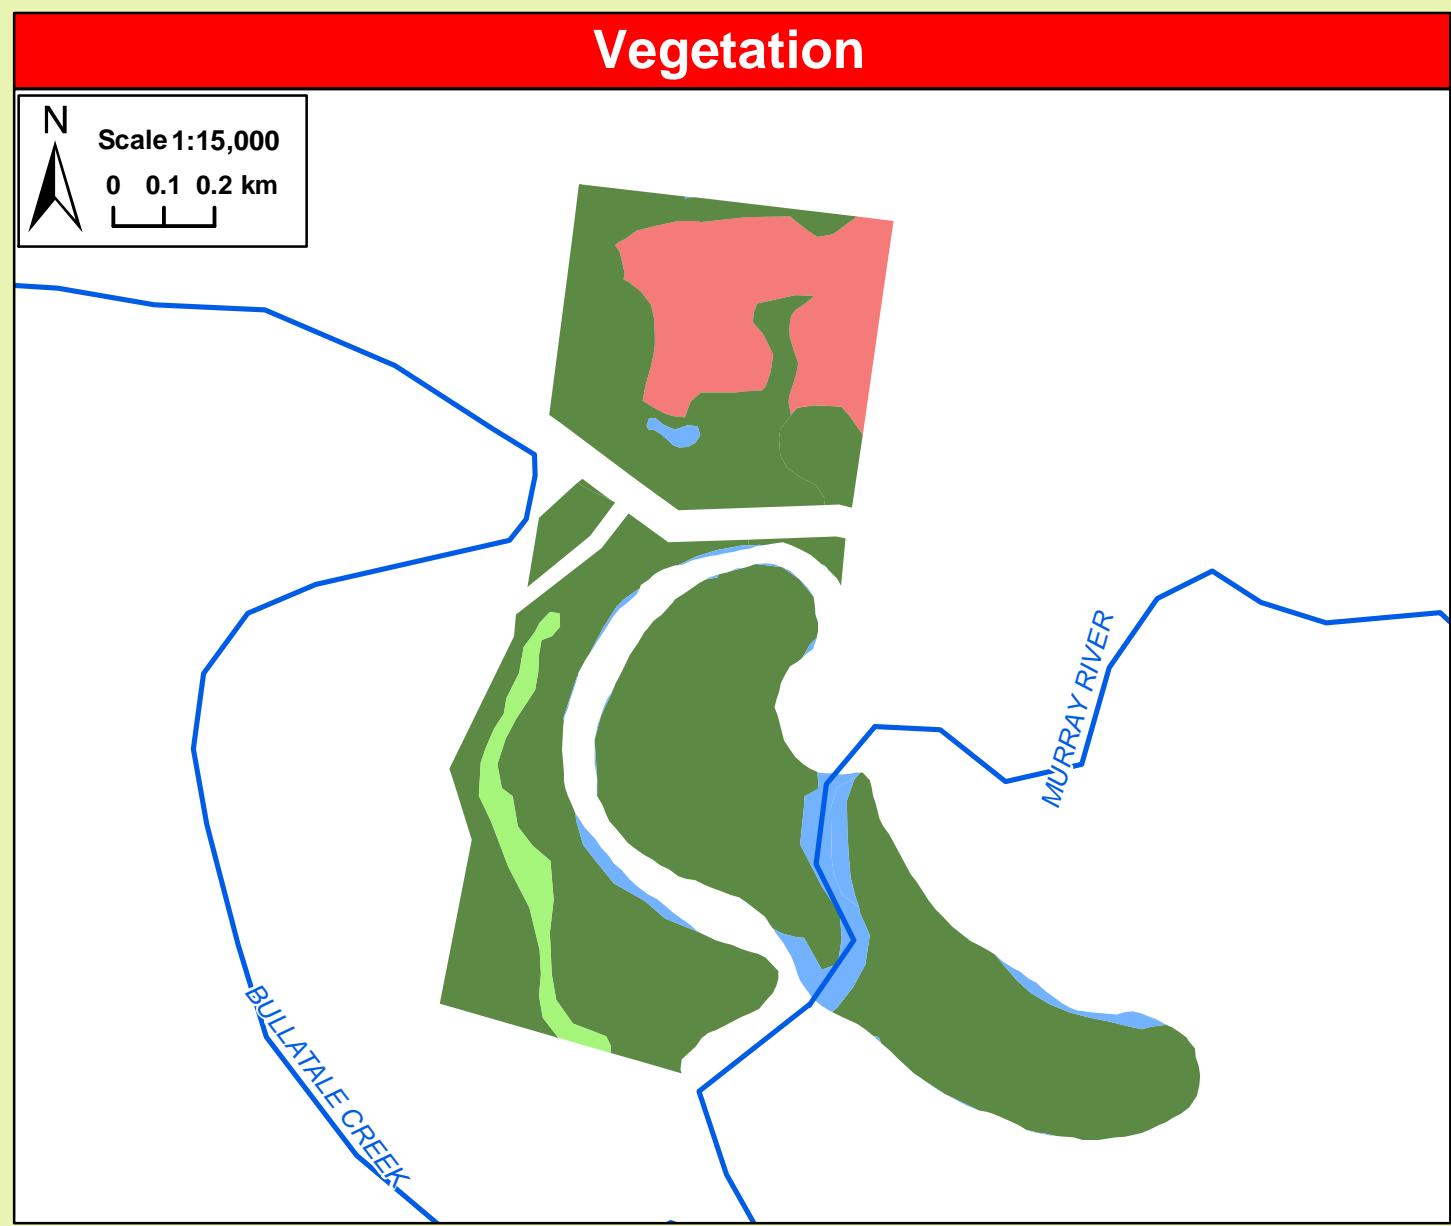 Vegetation
N
Scale 1:15,000
0 0.1 0.2 km
MURRAY RIVER
BULLATALE CREEK